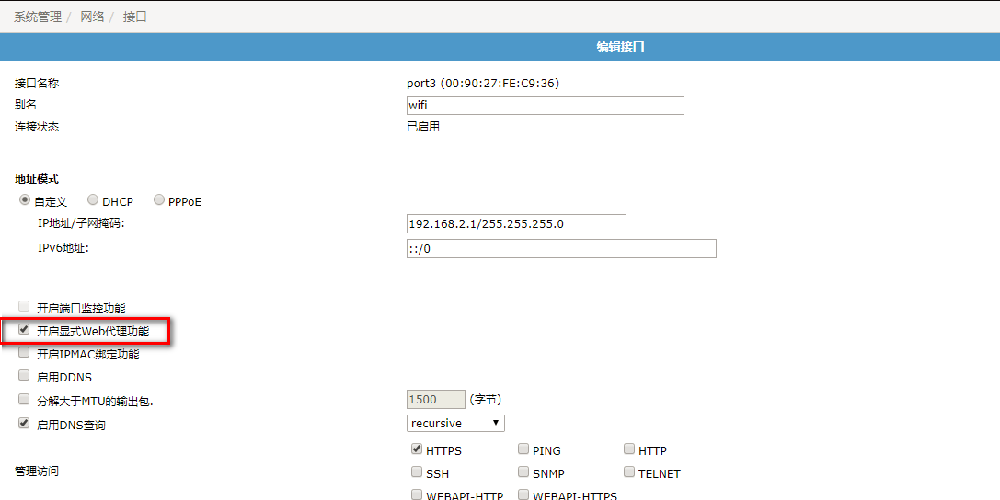 系统管理 / 网络 / 接口
编辑接口
接口名称 port3 (00:90:27:FE:C9:36)
别名 wifi
连接状态 已启用
地址模式
自定义 DHCP PPPoE
IP地址/子网掩码: 192.168.2.1/255.255.255.0
IPv6地址: ::/0
开启端口监控功能
开启显式Web代理功能
开启IPMAC绑定功能
启用DDNS
分解大于MTU的输出包. 1500 (字节)
启用DNS查询 recursive
HTTPS PING HTTP
管理访问
SSH SNMP TELNET
WEBAPI-HTTP WEBAPI-HTTPS